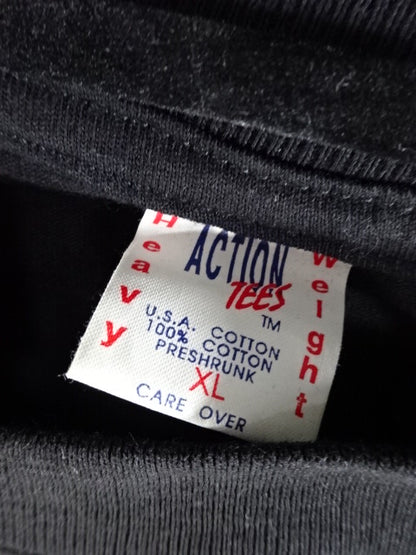 Heavy
ACTION
TEES
TM
U.S.A. COTTON
100% COTTON
PRESHRUNK
XL
CARE OVER
Weight